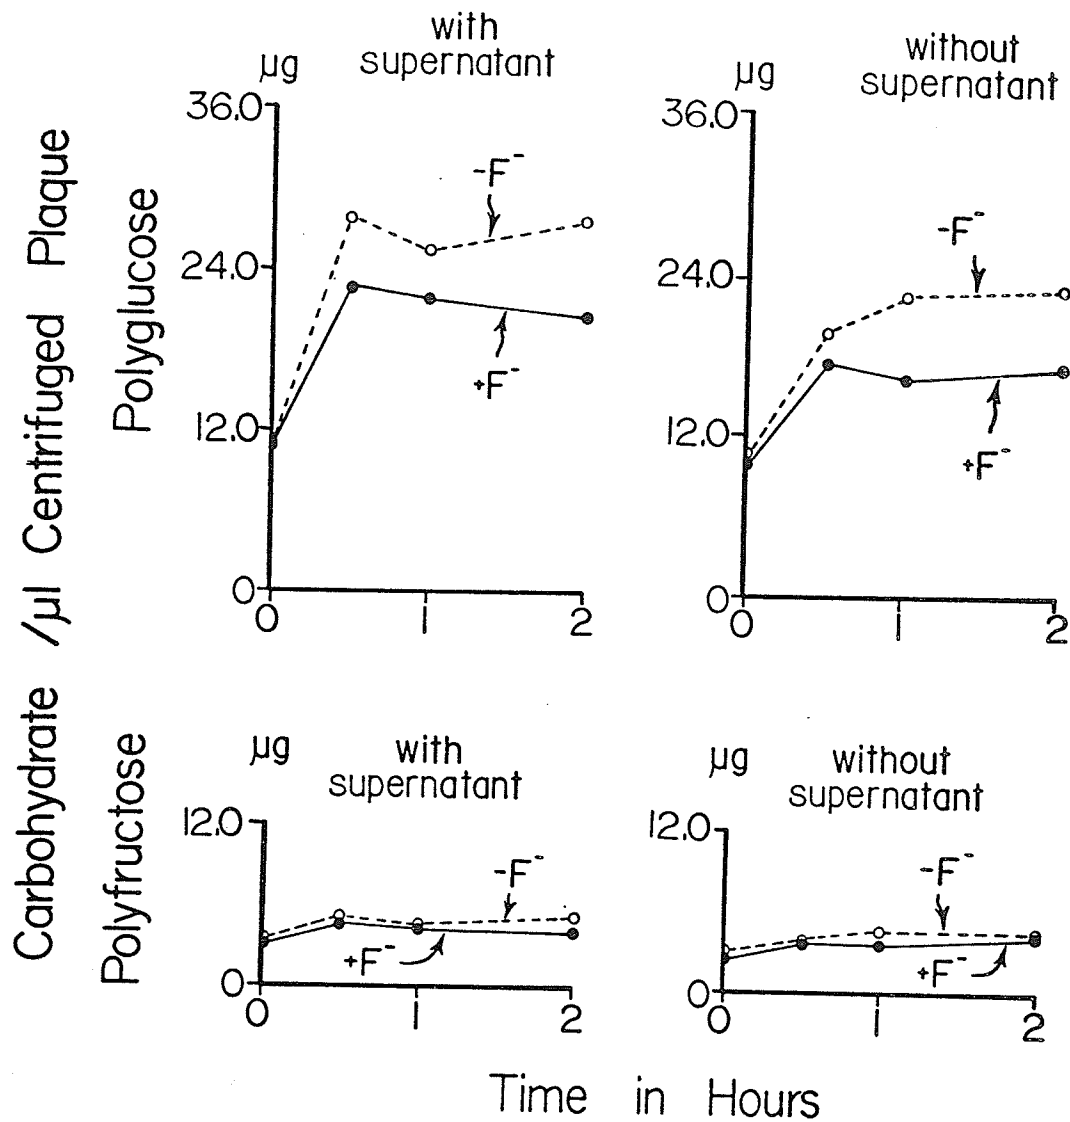 Carbohydrate /µl Centrifuged Plaque
Polyglucose
with
supernatant
µg
36.0
24.0
12.0
0
0
1
2
-F⁻
+F⁻
without
supernatant
µg
36.0
24.0
12.0
0
0
1
2
-F⁻
+F⁻
Polyfructose
with
supernatant
µg
12.0
0
0
1
2
-F⁻
+F⁻
without
supernatant
µg
12.0
0
0
1
2
-F⁻
+F⁻
Time in Hours